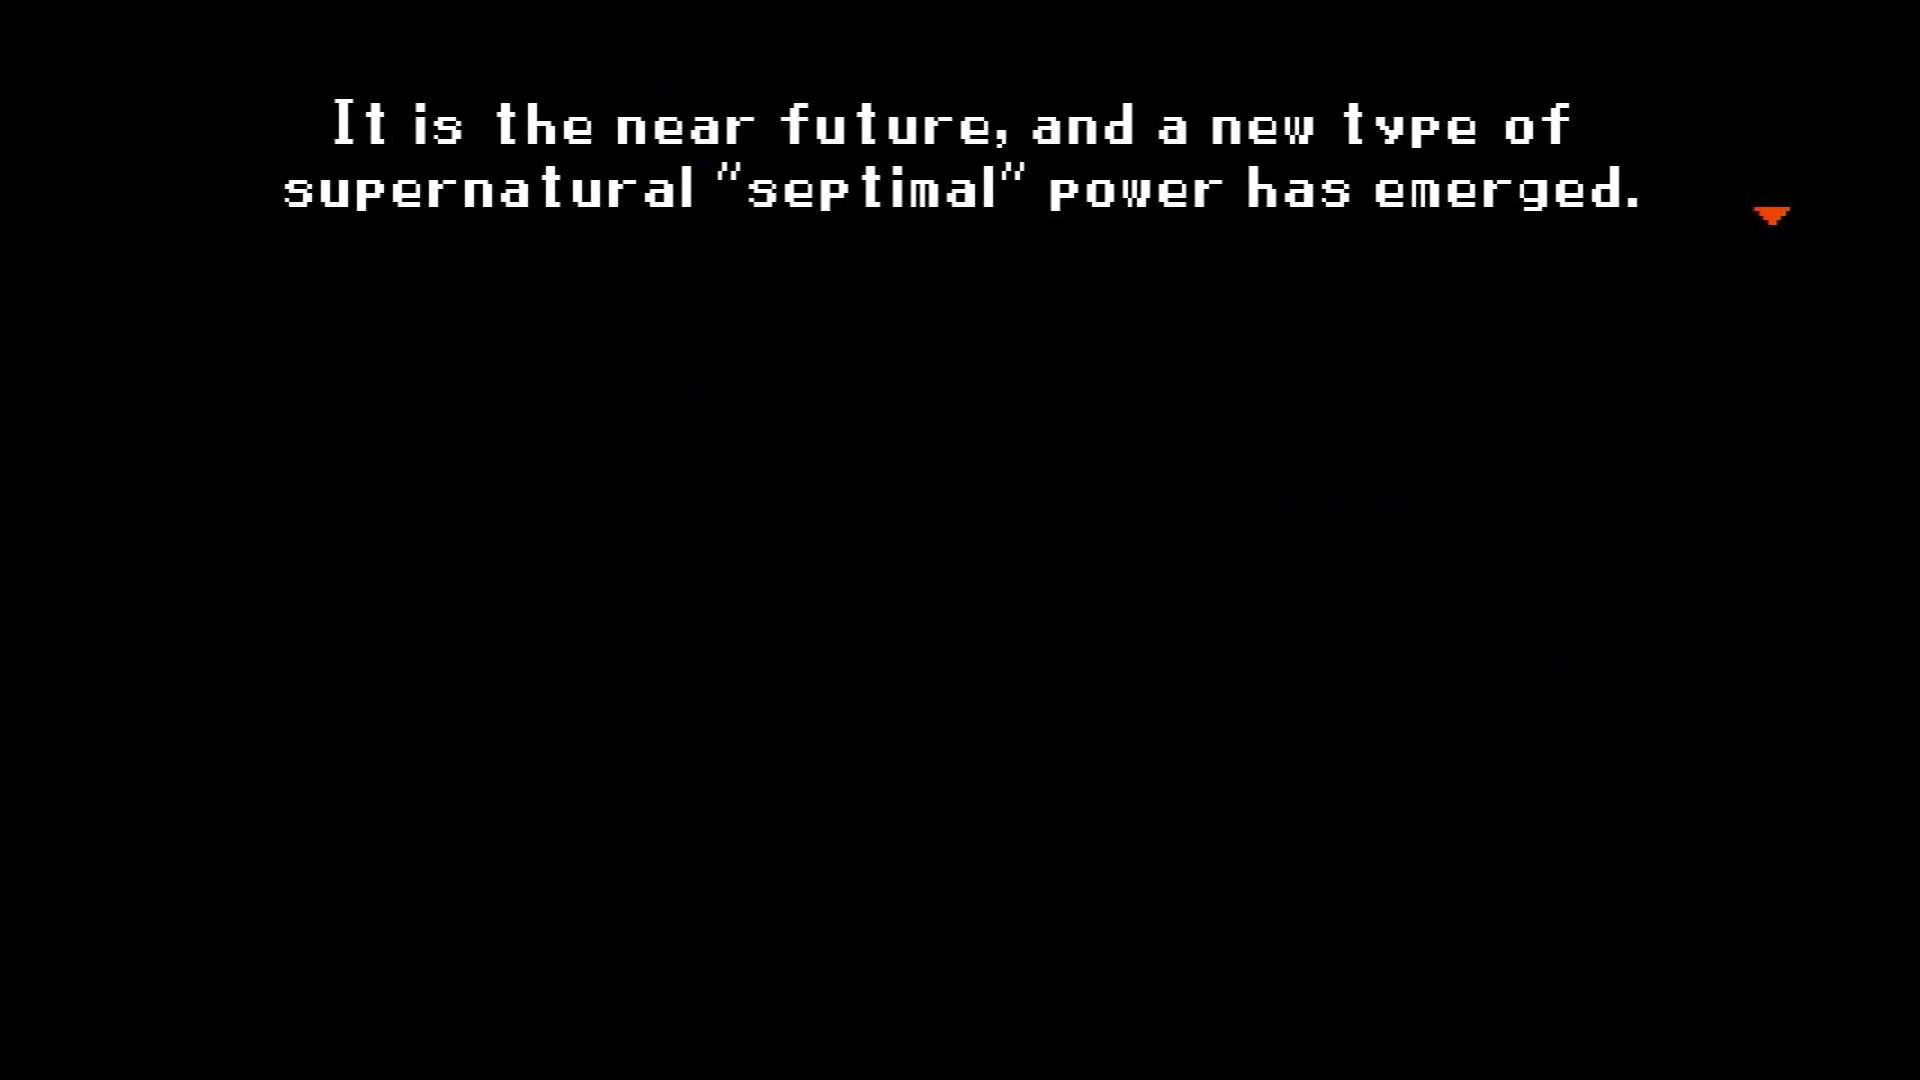 It is the near future, and a new type of
supernatural "septimal" power has emerged.